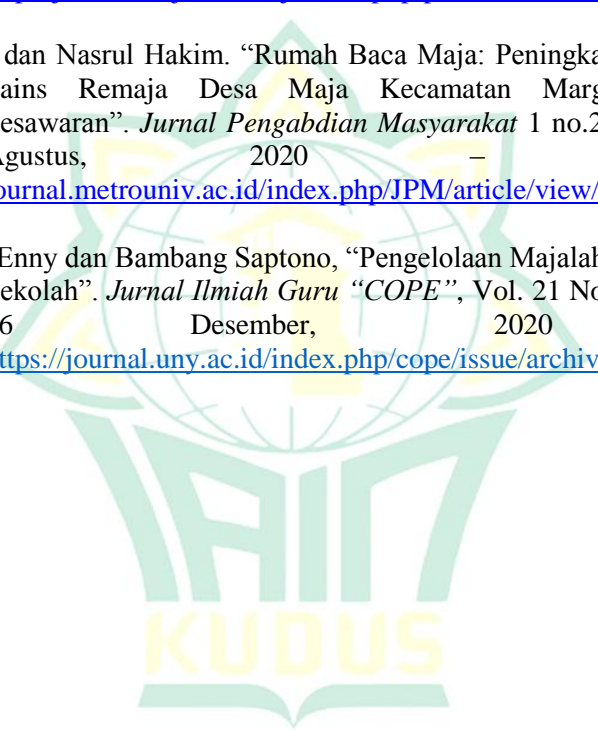 dan Nasrul Hakim. “Rumah Baca Maja: Peningka
ains Remaja Desa Maja Kecamatan Marg
esawaran”. Jurnal Pengabdian Masyarakat 1 no.2
Agustus, 2020 –
ournal.metrouniv.ac.id/index.php/JPM/article/view/
Enny dan Bambang Saptono, “Pengelolaan Majalah
ekolah”. Jurnal Ilmiah Guru “COPE”, Vol. 21 No
6 Desember, 2020
ttps://journal.uny.ac.id/index.php/cope/issue/archiv
IAIN
KUDUS